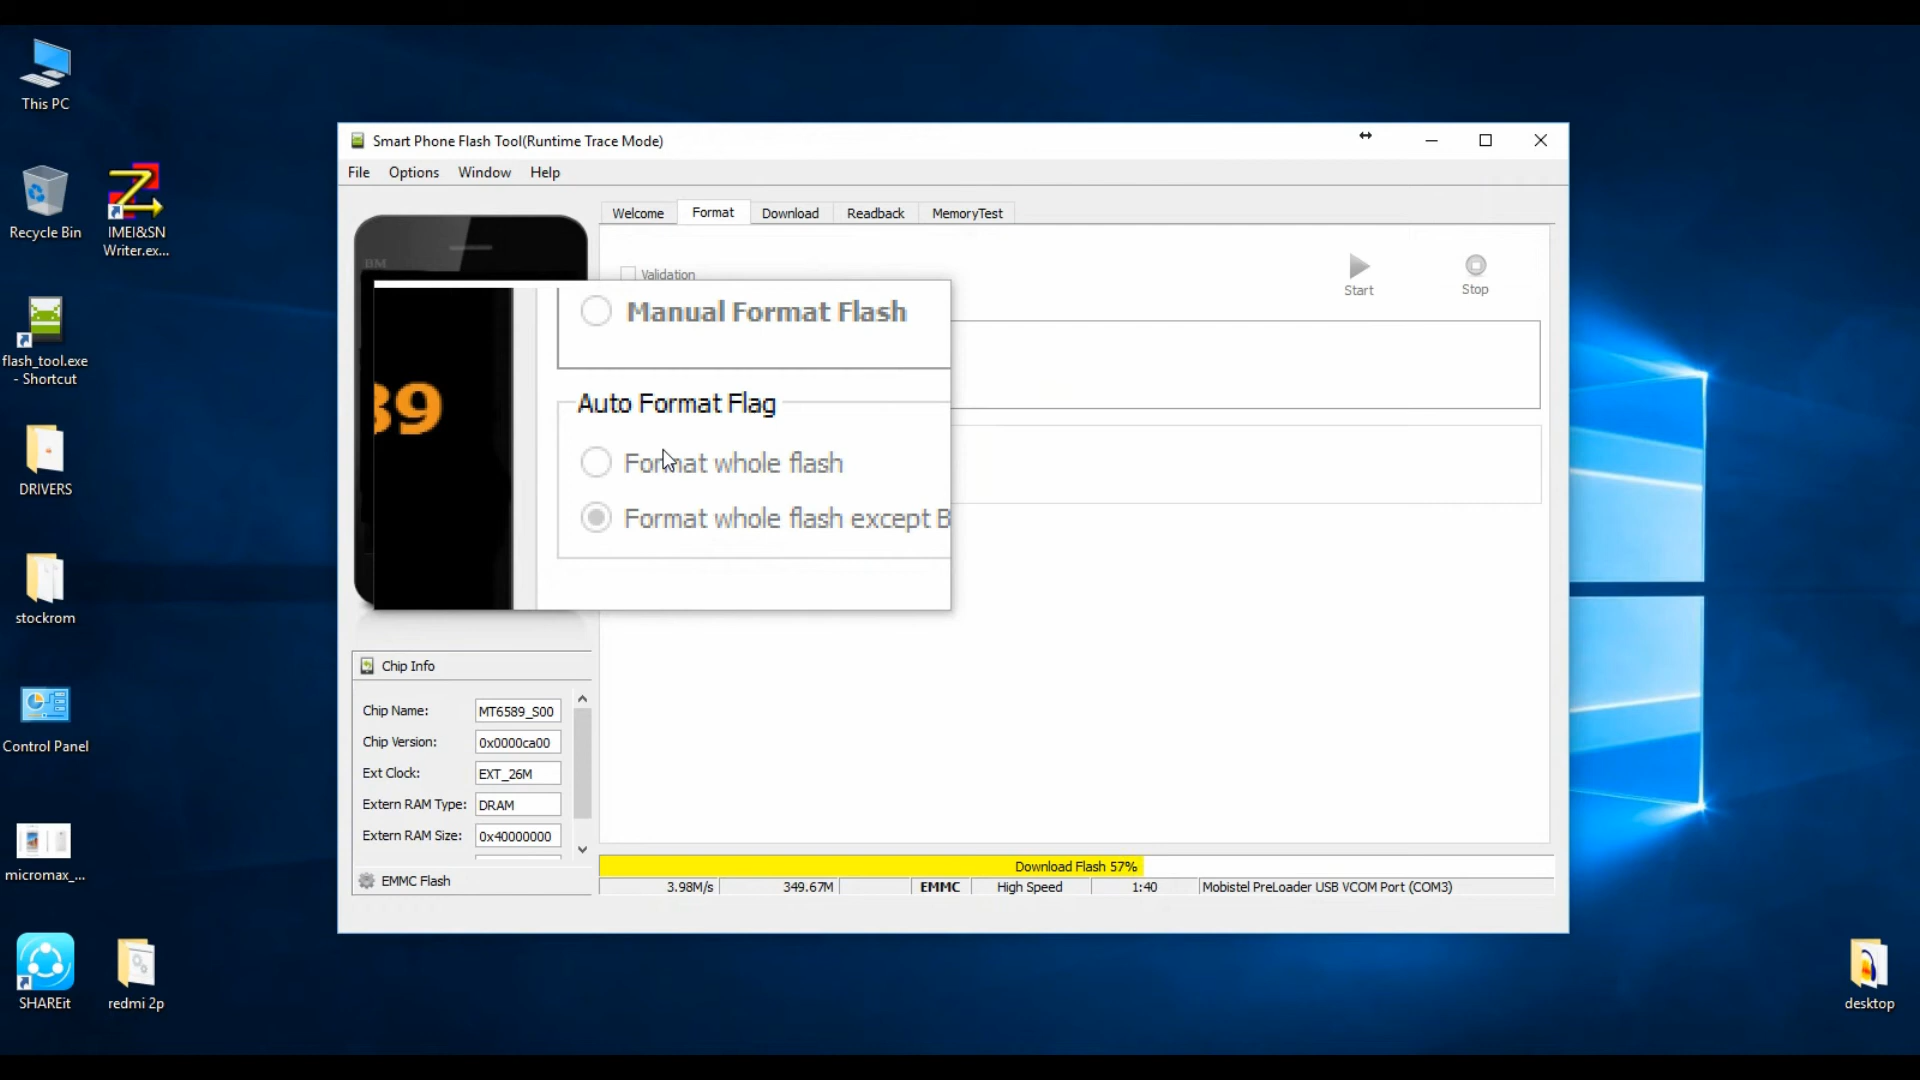 This PC
Recycle Bin
IMEI&SN
Writer.ex...
flash_tool.exe
- Shortcut
DRIVERS
stockrom
Control Panel
micromax_...
SHAREit
redmi 2p
desktop
Smart Phone Flash Tool(Runtime Trace Mode)
File Options Window Help
Welcome Format Download Readback MemoryTest
BM
Validation
Start
Stop
Manual Format Flash
89
Auto Format Flag
Format whole flash
Format whole flash except B
Chip Info
Chip Name: MT6589_S00
Chip Version: 0x0000ca00
Ext Clock: EXT_26M
Extern RAM Type: DRAM
Extern RAM Size: 0x40000000
EMMC Flash
Download Flash 57%
3.98M/s 349.67M EMMC High Speed 1:40 Mobistel PreLoader USB VCOM Port (COM3)